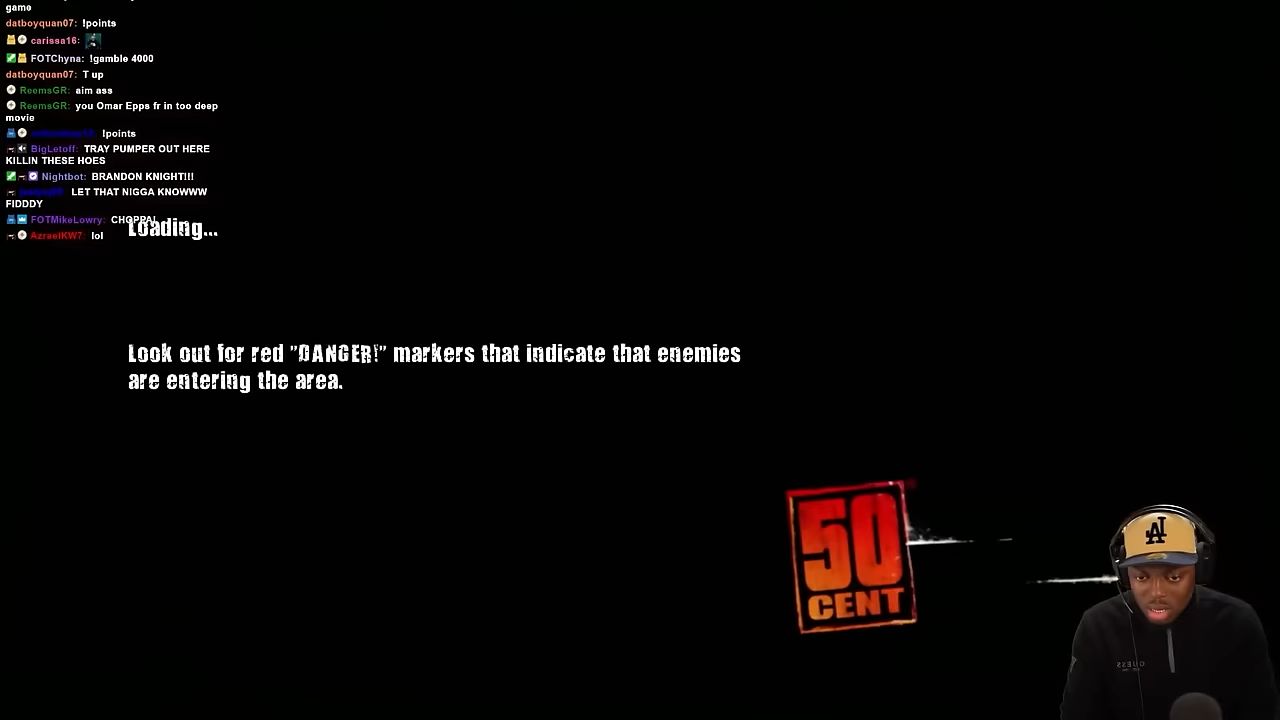 game
datboyquan07: !points
carissa16:
FOTChyna: !gamble 4000
datboyquan07: T up
ReemsGR: aim ass
ReemsGR: you Omar Epps fr in too deep
movie
!points
BigLetoff: TRAY PUMPER OUT HERE
KILLIN THESE HOES
Nightbot: BRANDON KNIGHT!!!
LET THAT NIGGA KNOWWW
FIDDDY
FOTMikeLowry: CHOPPA!
AzraelKW7: lol
Loading...
Look out for red "DANGER!" markers that indicate that enemies
are entering the area.
50
CENT
LA
GUESS